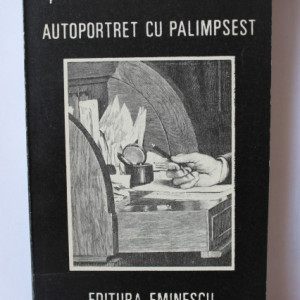 AUTOPORTRET CU PALIMPSEST
EDITURA EMINESCU